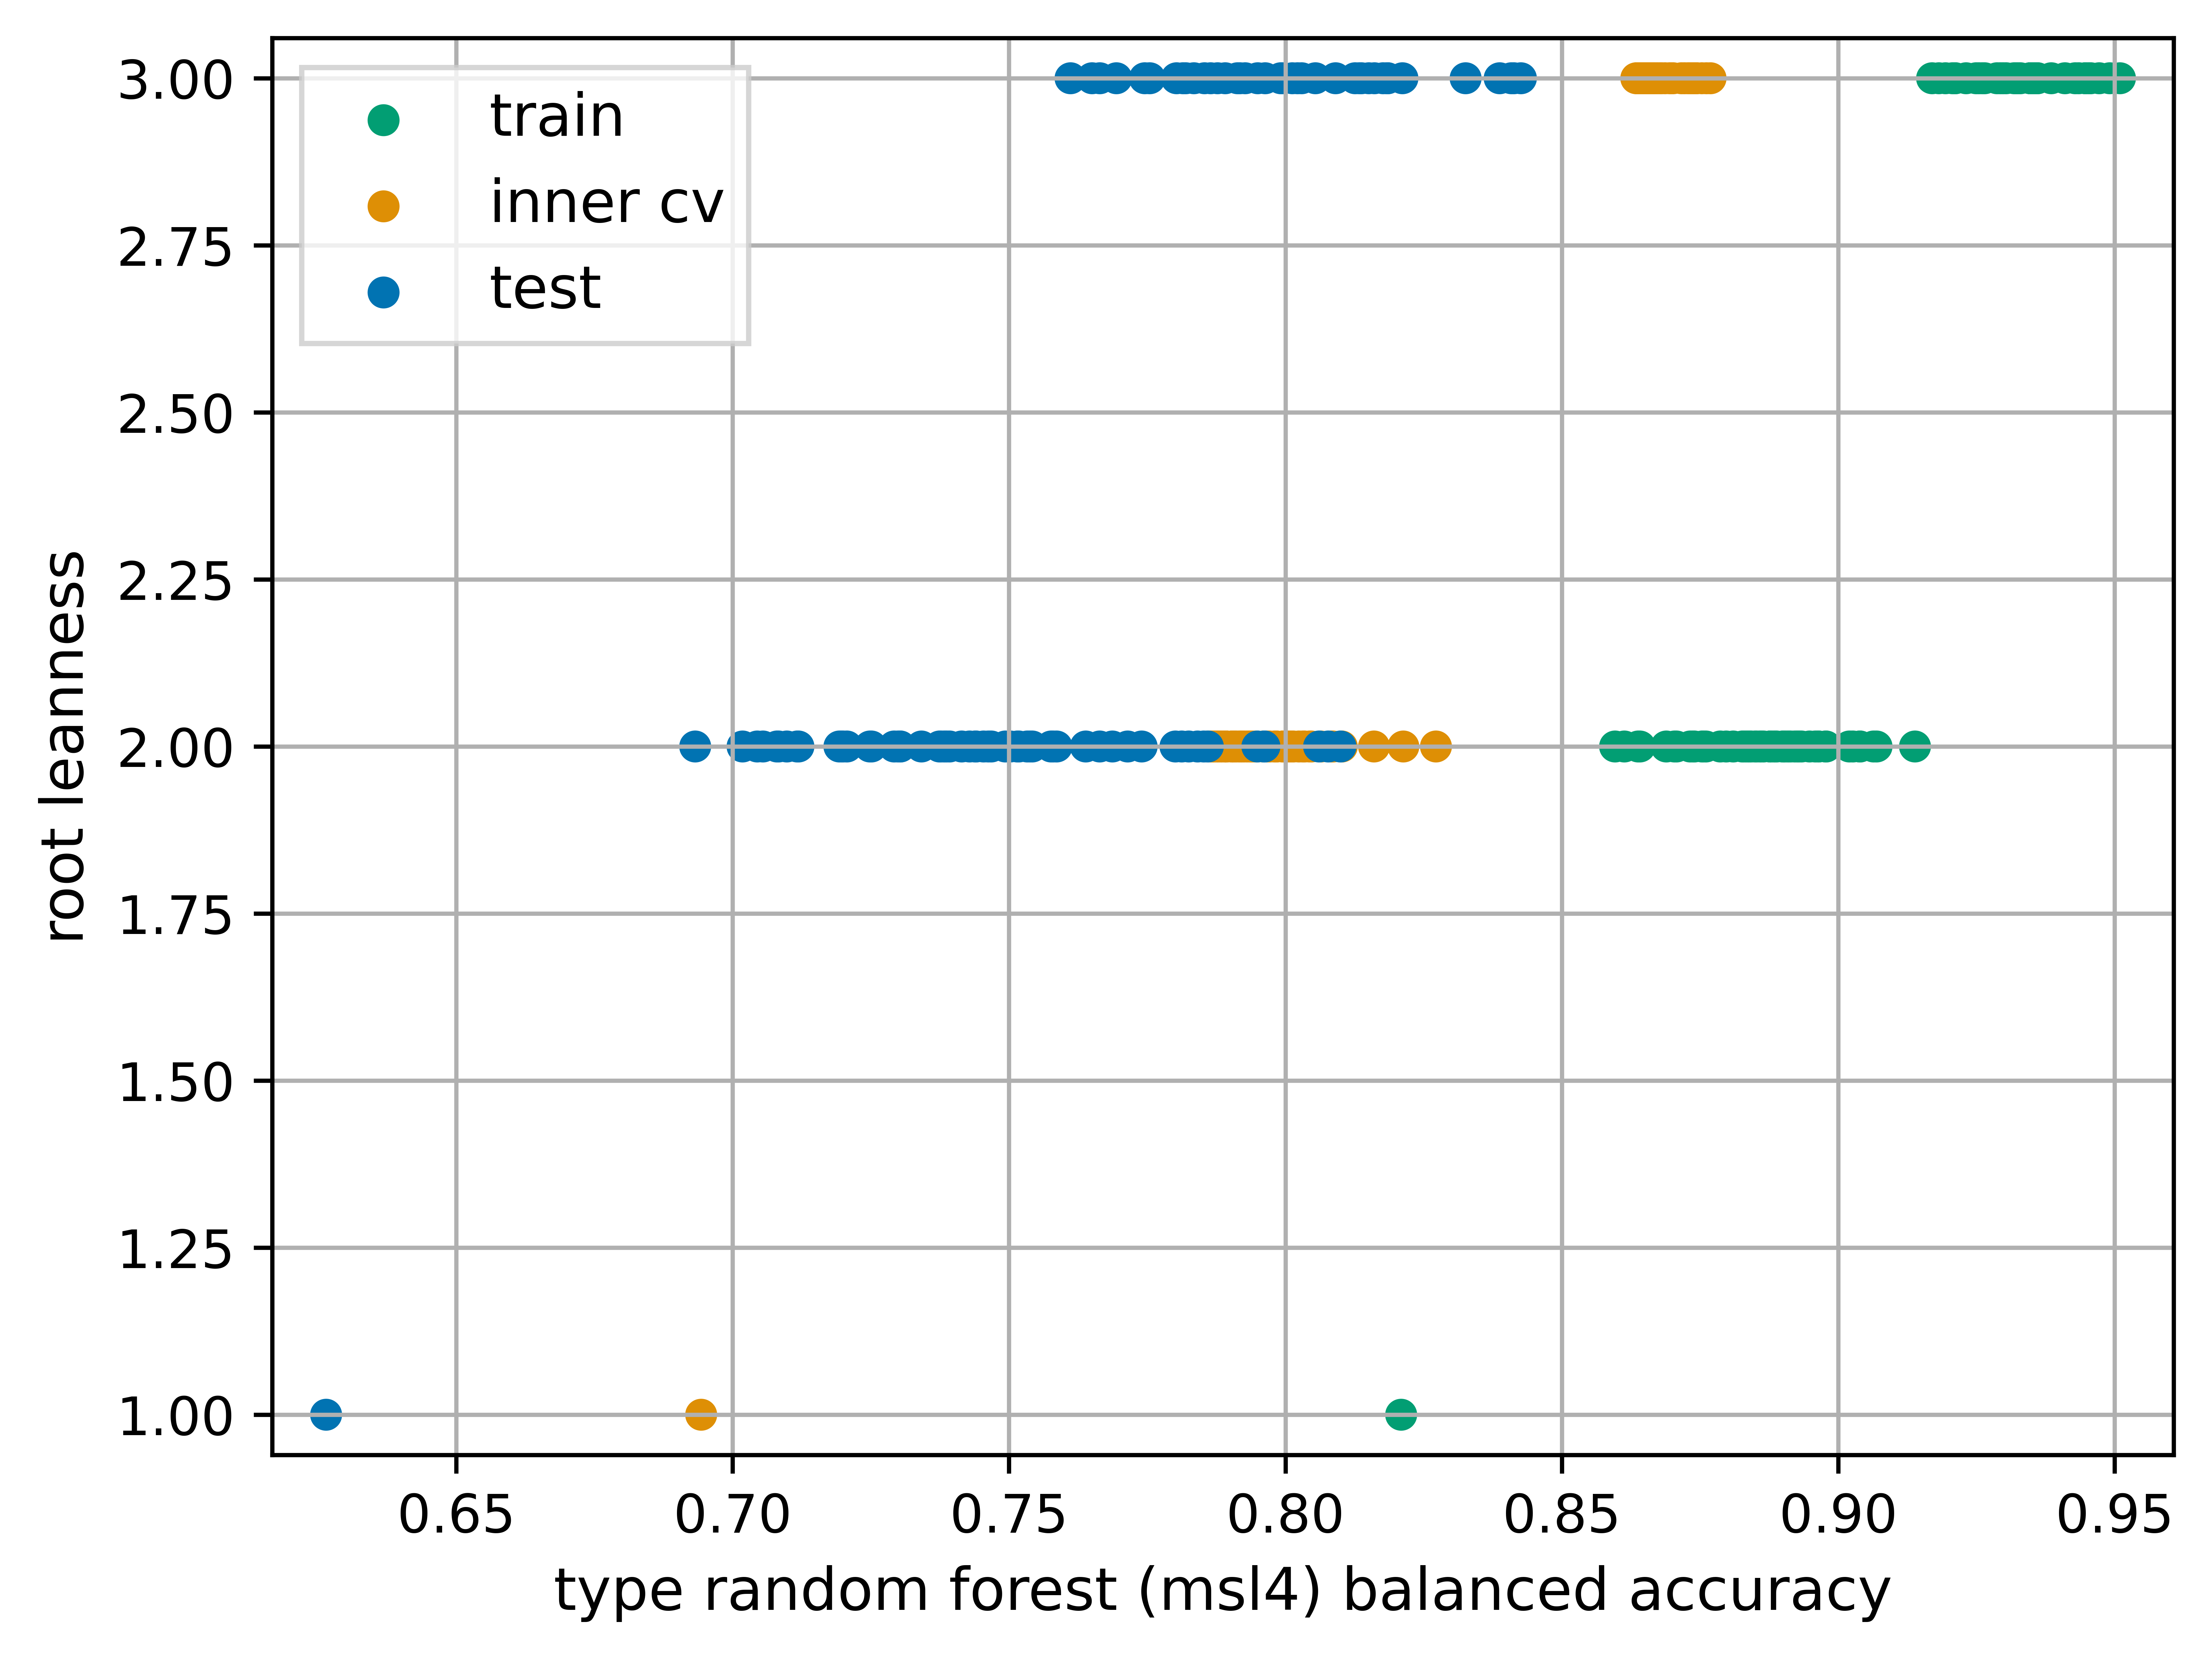 3.00
2.75
2.50
2.25
2.00
1.75
1.50
1.25
1.00
root leanness
train
inner cv
test
0.65 0.70 0.75 0.80 0.85 0.90 0.95
type random forest (msl4) balanced accuracy